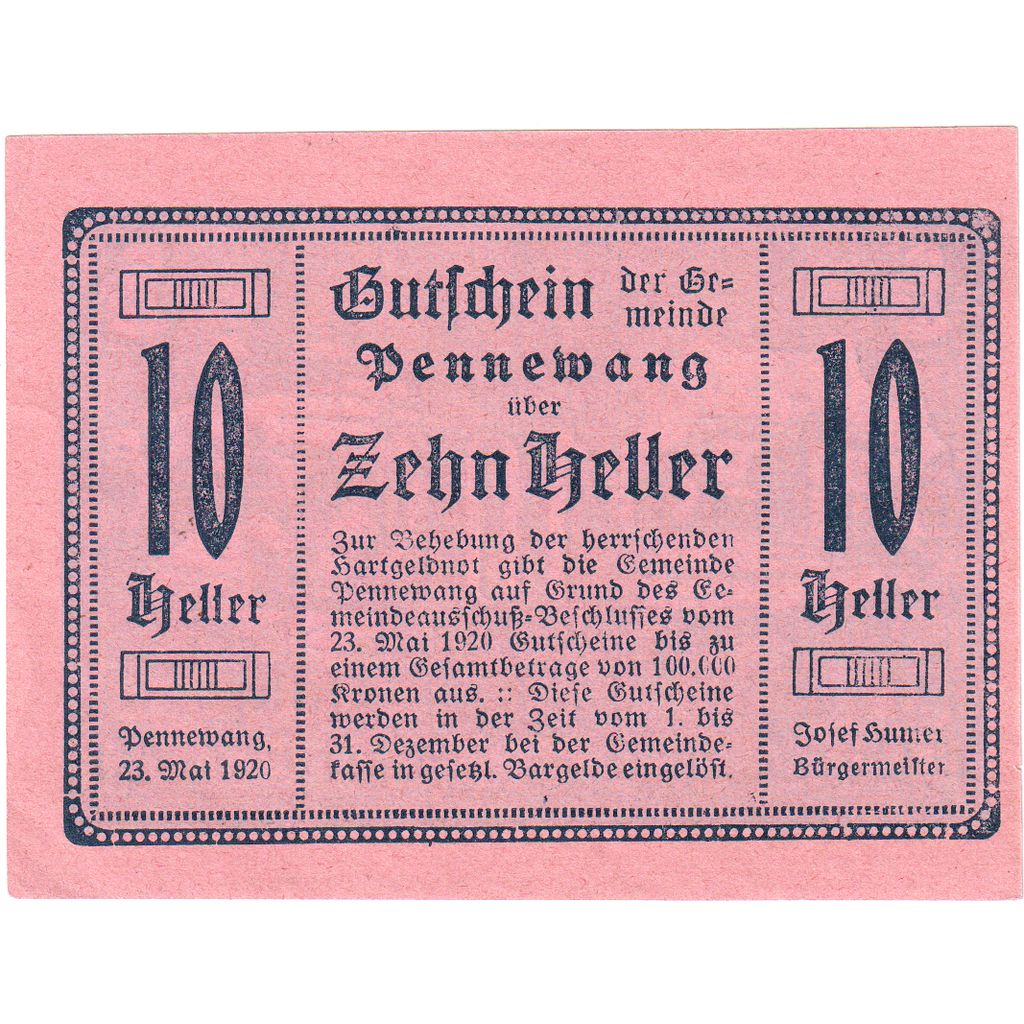 10
Heller
Pennewang,
23. Mai 1920
Gutschein der Ge=
meinde
Pennewang
über
Zehn Heller
Zur Behebung der herrschenden
Hartgeldnot gibt die Gemeinde
Pennewang auf Grund des Ge=
meindeausschuß=Beschlusses vom
23. Mai 1920 Gutscheine bis zu
einem Gesamtbetrage von 100.000
Kronen aus. :: Diese Gutscheine
werden in der Zeit vom 1. bis
31. Dezember bei der Gemeinde=
kasse in gesetzl. Bargelde eingelöst.
10
Heller
Josef Humer
Bürgermeister